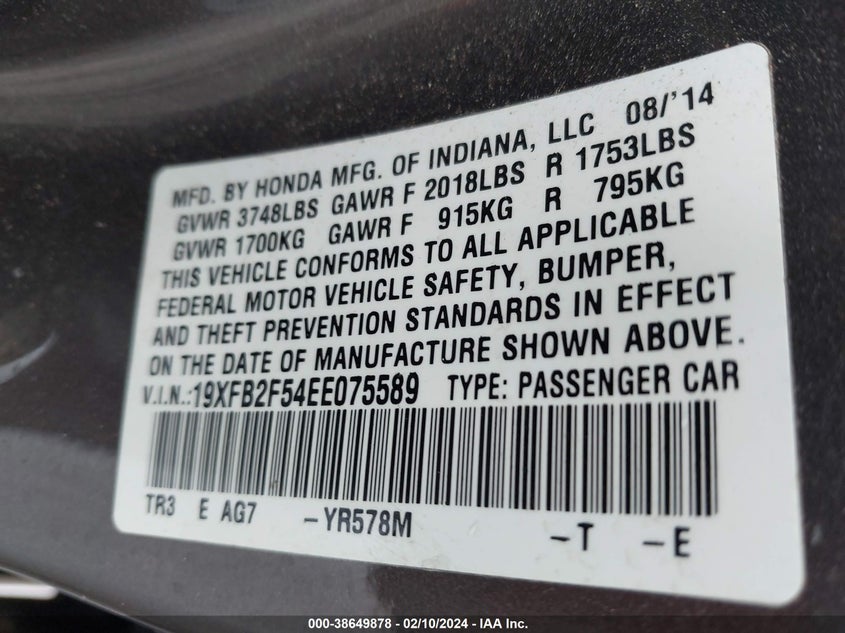 MFD. BY HONDA MFG. OF INDIANA, LLC 08/'14
GVWR 3748LBS GAWR F 2018LBS R 1753LBS
GVWR 1700KG GAWR F 915KG R 795KG
THIS VEHICLE CONFORMS TO ALL APPLICABLE
FEDERAL MOTOR VEHICLE SAFETY, BUMPER,
AND THEFT PREVENTION STANDARDS IN EFFECT
ON THE DATE OF MANUFACTURE SHOWN ABOVE.
V.I.N.:19XFB2F54EE075589 TYPE: PASSENGER CAR
TR3 E AG7 -YR578M -T -E
000-38649878 - 02/10/2024 - IAA Inc.